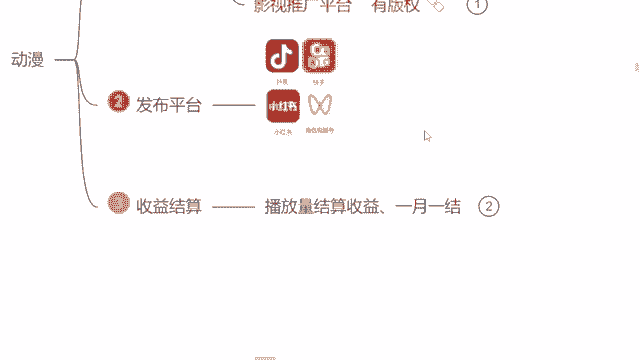 影视推广平台 有版权 1
动漫
抖音 快手
2 发布平台
小红书
小红书 微信视频号
收益结算 播放量结算收益、一月一结 2